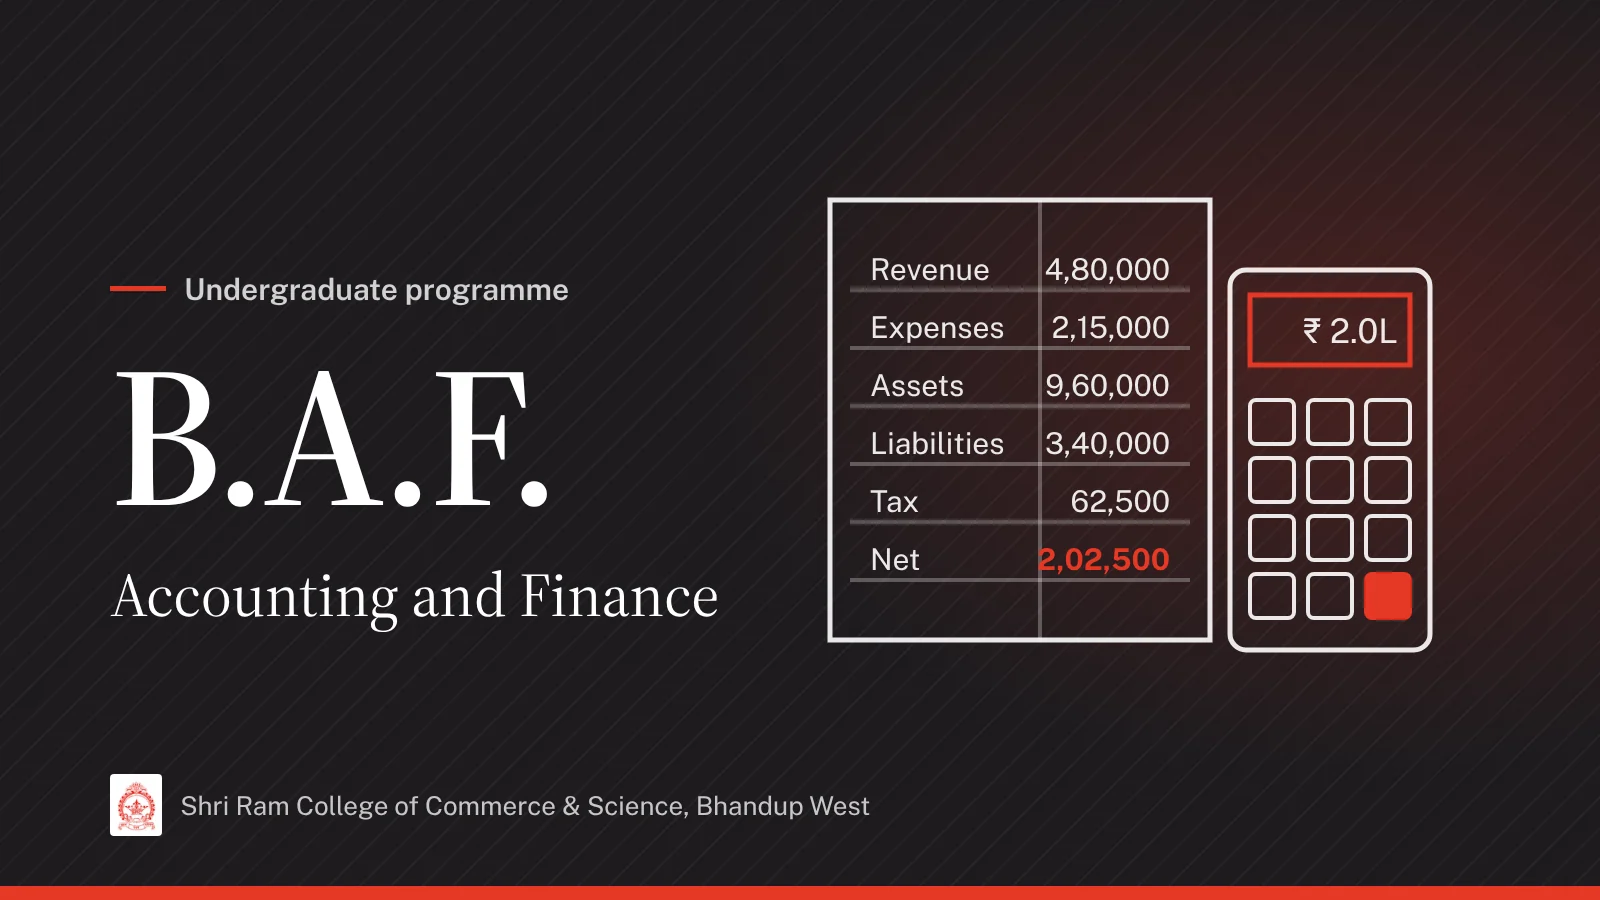 Undergraduate programme
B.A.F.
Accounting and Finance
Revenue 4,80,000
Expenses 2,15,000
Assets 9,60,000
Liabilities 3,40,000
Tax 62,500
Net 2,02,500
₹ 2.0L
Shri Ram College of Commerce & Science, Bhandup West